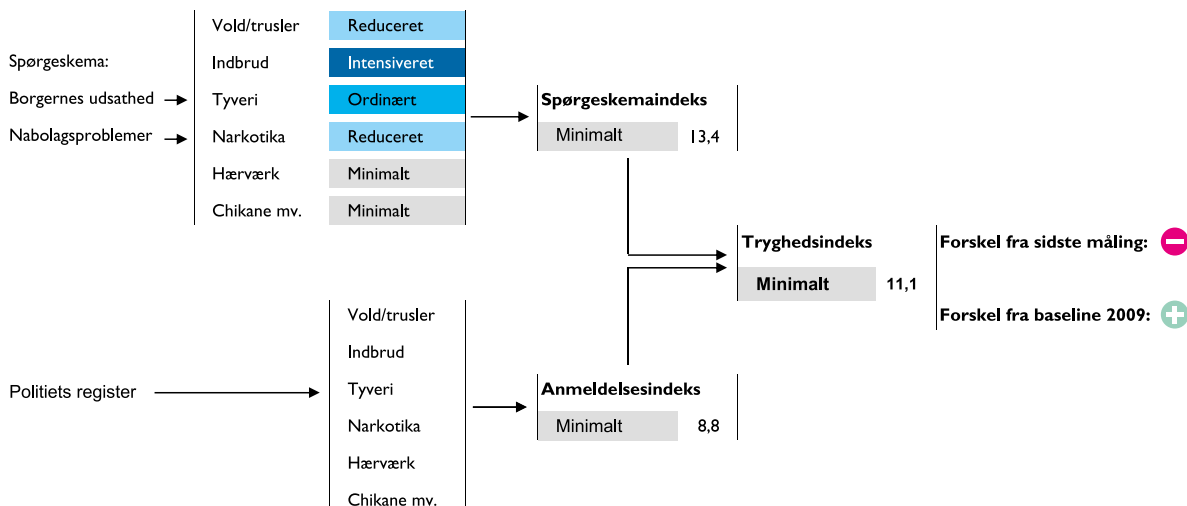 Spørgeskema:
Borgernes udsathed
Nabolagsproblemer
Vold/trusler Reduceret
Indbrud Intensiveret
Tyveri Ordinært
Narkotika Reduceret
Hærværk Minimalt
Chikane mv. Minimalt
Spørgeskemaindeks
Minimalt 13,4
Tryghedsindeks
Minimalt 11,1
Forskel fra sidste måling:
Forskel fra baseline 2009:
Politiets register
Vold/trusler
Indbrud
Tyveri
Narkotika
Hærværk
Chikane mv.
Anmeldelsesindeks
Minimalt 8,8